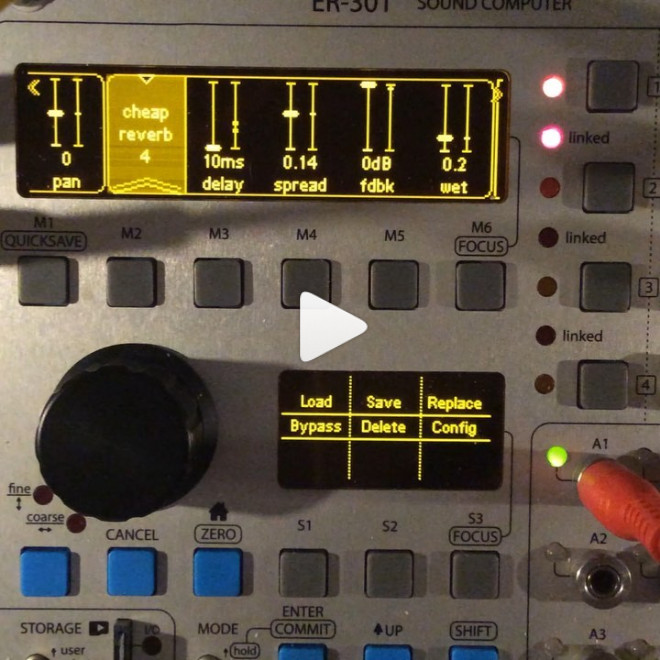 ER-301 SOUND COMPUTER
cheap
reverb
4
0 10ms 0.14 0dB 0.2
pan delay spread fdbk wet
1
linked
2
linked
3
linked
4
M1 M2 M3 M4 M5 M6
QUICKSAVE FOCUS
Load Save Replace
Bypass Delete Config
A1
fine
coarse
CANCEL ZERO S1 S2 S3
FOCUS
A2
ENTER
STORAGE MODE COMMIT UP SHIFT
user hold
A3